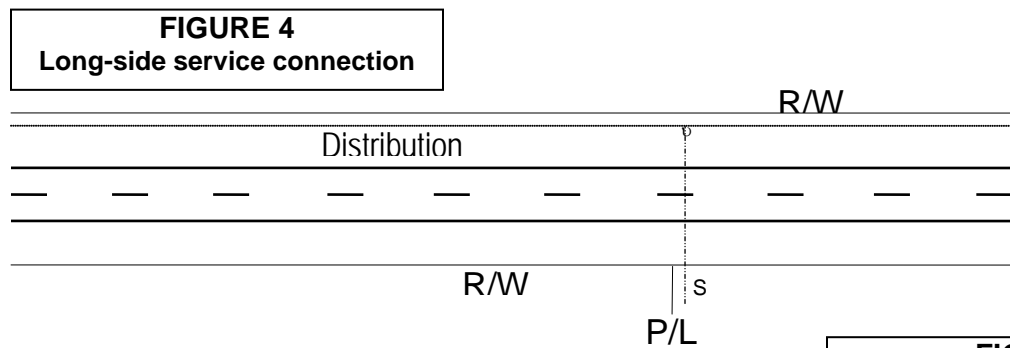 FIGURE 4
Long-side service connection
R/W
Distribution
R/W
S
P/L